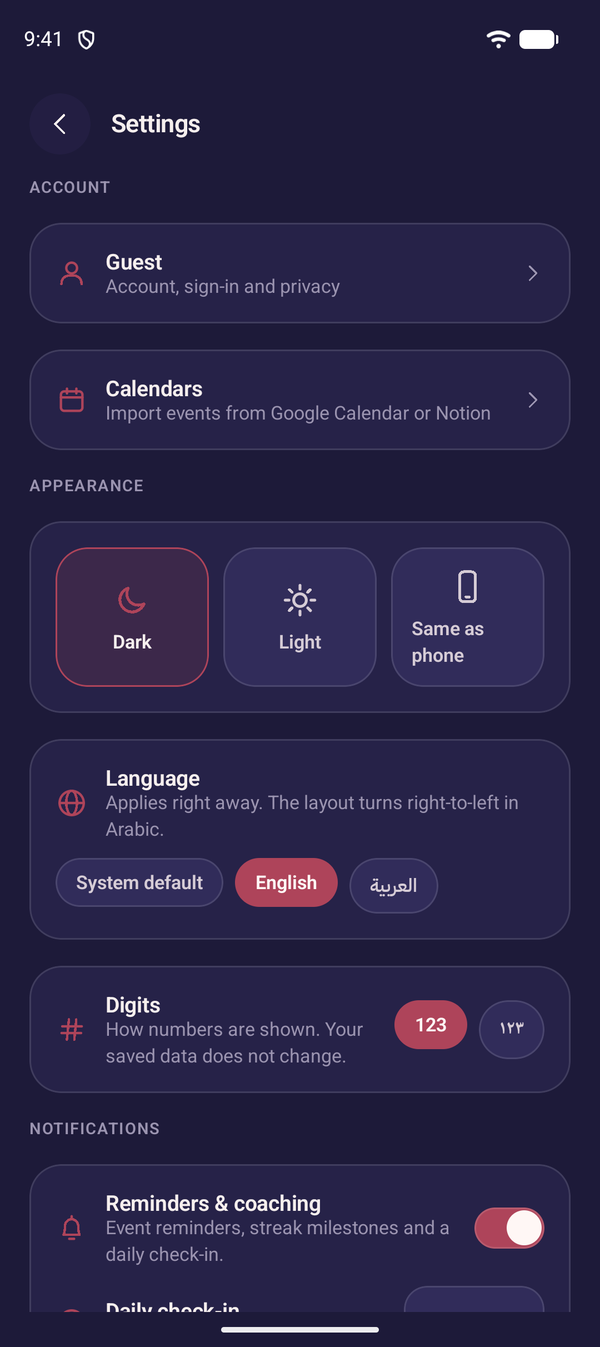 9:41
Settings
ACCOUNT
Guest
Account, sign-in and privacy
Calendars
Import events from Google Calendar or Notion
APPEARANCE
Dark
Light
Same as
phone
Language
Applies right away. The layout turns right-to-left in
Arabic.
System default
English
العربية
Digits
How numbers are shown. Your
saved data does not change.
123
١٢٣
NOTIFICATIONS
Reminders & coaching
Event reminders, streak milestones and a
daily check-in.
Daily check-in